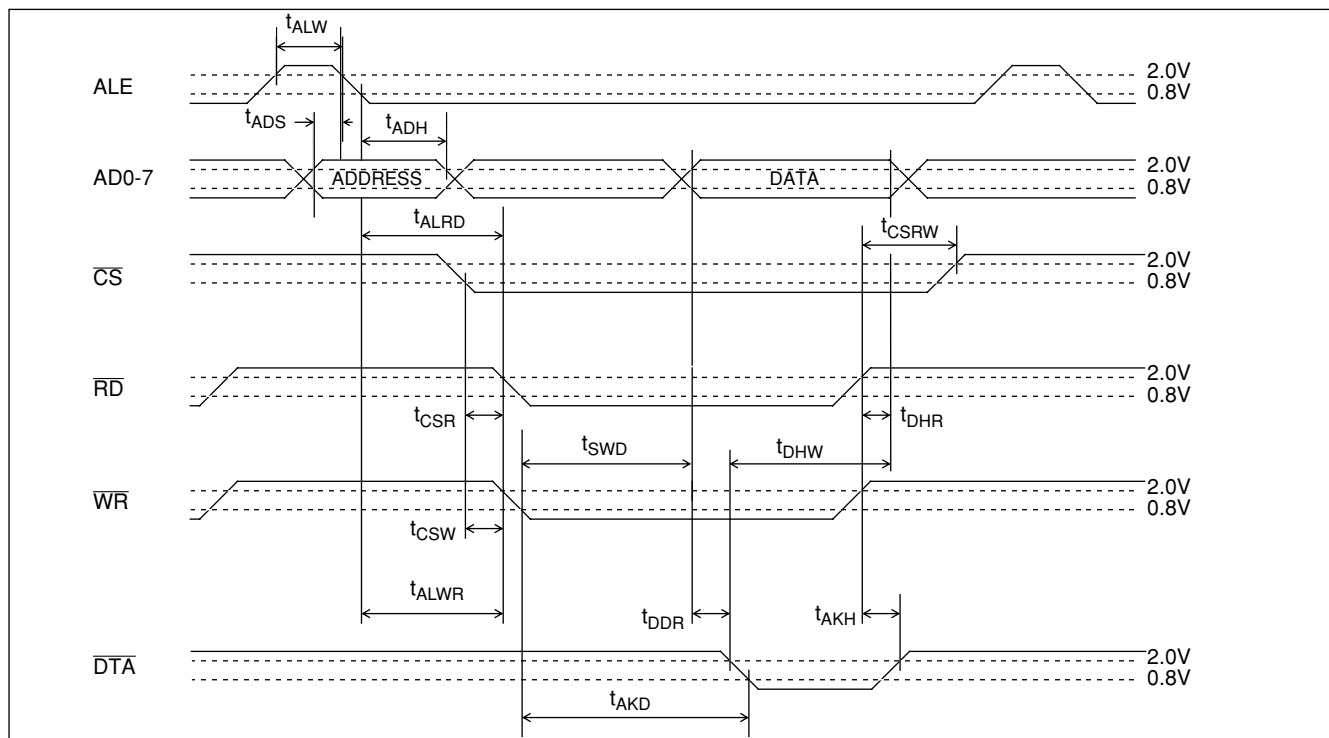 tALW
ALE
2.0V
0.8V
tADS
tADH
AD0-7
ADDRESS
DATA
2.0V
0.8V
tALRD
tCSRW
CS
2.0V
0.8V
RD
2.0V
0.8V
tCSR
tDHR
tSWD
tDHW
WR
2.0V
0.8V
tCSW
tALWR
tDDR
tAKH
DTA
2.0V
0.8V
tAKD